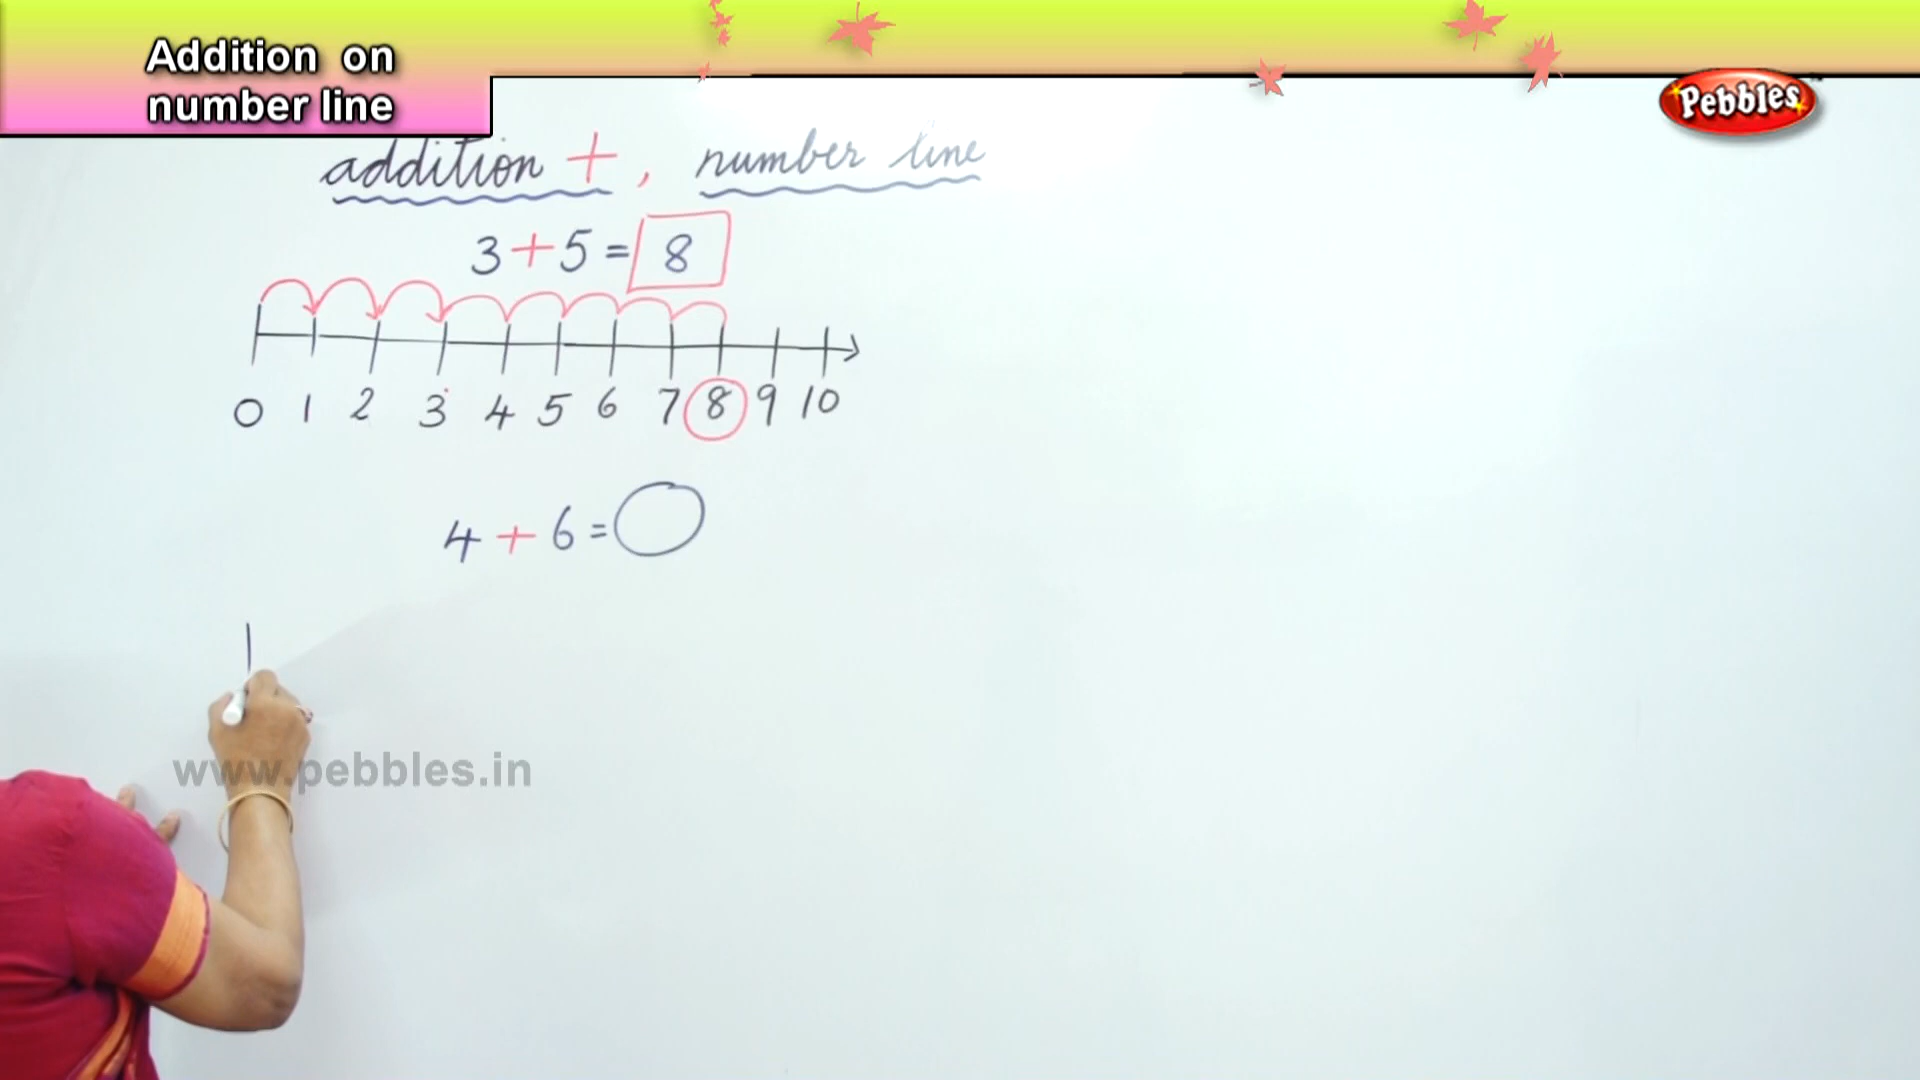 Addition on
number line
Pebbles
addition +, number line
3+5= 8
0 1 2 3 4 5 6 7 8 9 10
4 + 6 =
www.pebbles.in